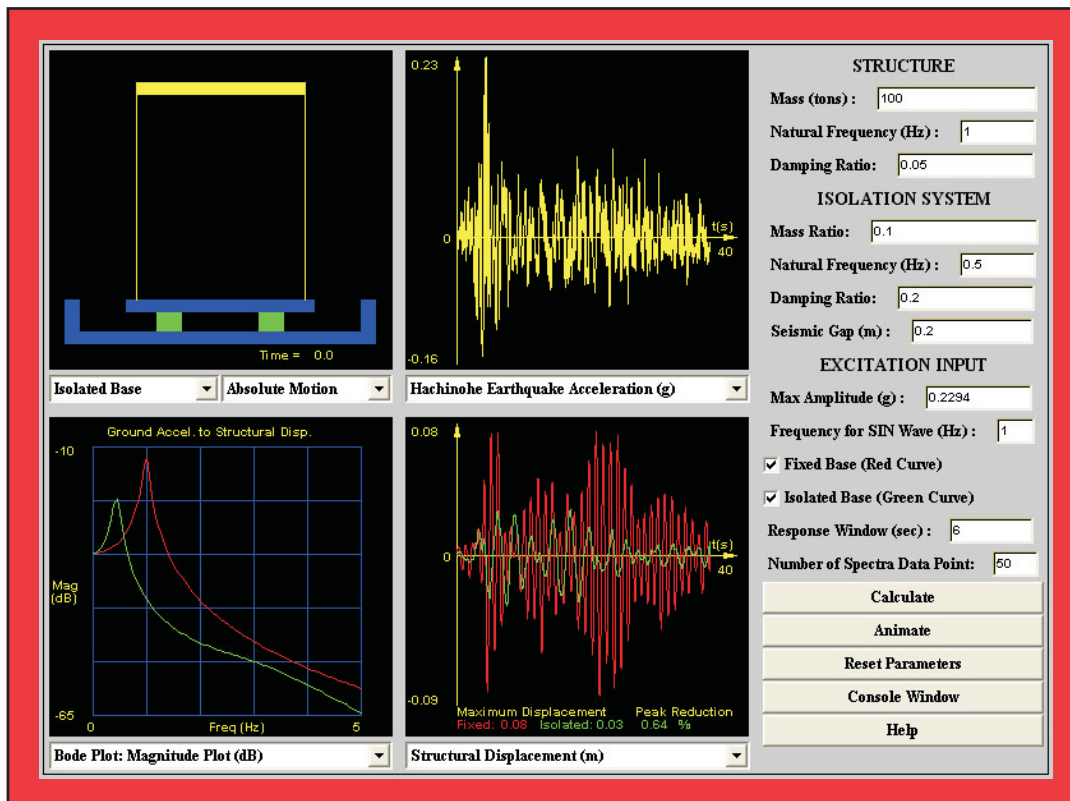 Time = 0.0
Isolated Base
Absolute Motion
0.23
0
-0.16
t(s)
40
Hachinohe Earthquake Acceleration (g)
Ground Accel. to Structural Disp.
-10
Mag
(dB)
-65
0
Freq (Hz)
5
Bode Plot: Magnitude Plot (dB)
0.08
0
-0.09
t(s)
40
Maximum Displacement Peak Reduction
Fixed: 0.08 Isolated: 0.03 0.64 %
Structural Displacement (m)
STRUCTURE
Mass (tons) : 100
Natural Frequency (Hz) : 1
Damping Ratio: 0.05
ISOLATION SYSTEM
Mass Ratio: 0.1
Natural Frequency (Hz) : 0.5
Damping Ratio: 0.2
Seismic Gap (m) : 0.2
EXCITATION INPUT
Max Amplitude (g) : 0.2294
Frequency for SIN Wave (Hz) : 1
Fixed Base (Red Curve)
Isolated Base (Green Curve)
Response Window (sec) : 6
Number of Spectra Data Point: 50
Calculate
Animate
Reset Parameters
Console Window
Help